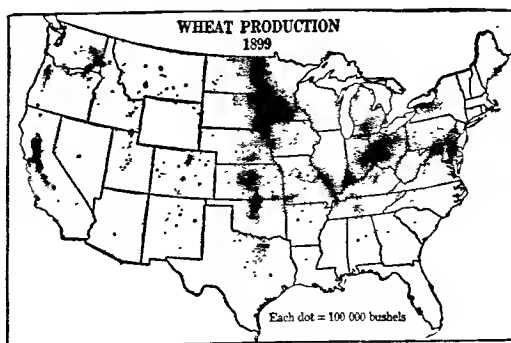 WHEAT PRODUCTION
1899
Each dot = 100 000 bushels